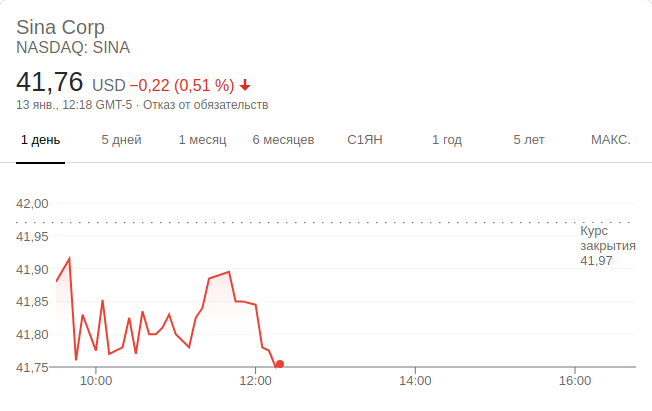 Sina Corp
NASDAQ: SINA
41,76 USD −0,22 (0,51 %)
13 янв., 12:18 GMT-5 · Отказ от обязательств
1 день 5 дней 1 месяц 6 месяцев С1ЯН 1 год 5 лет МАКС.
42,00
41,95
41,90
41,85
41,80
41,75
Курс
закрытия
41,97
10:00 12:00 14:00 16:00